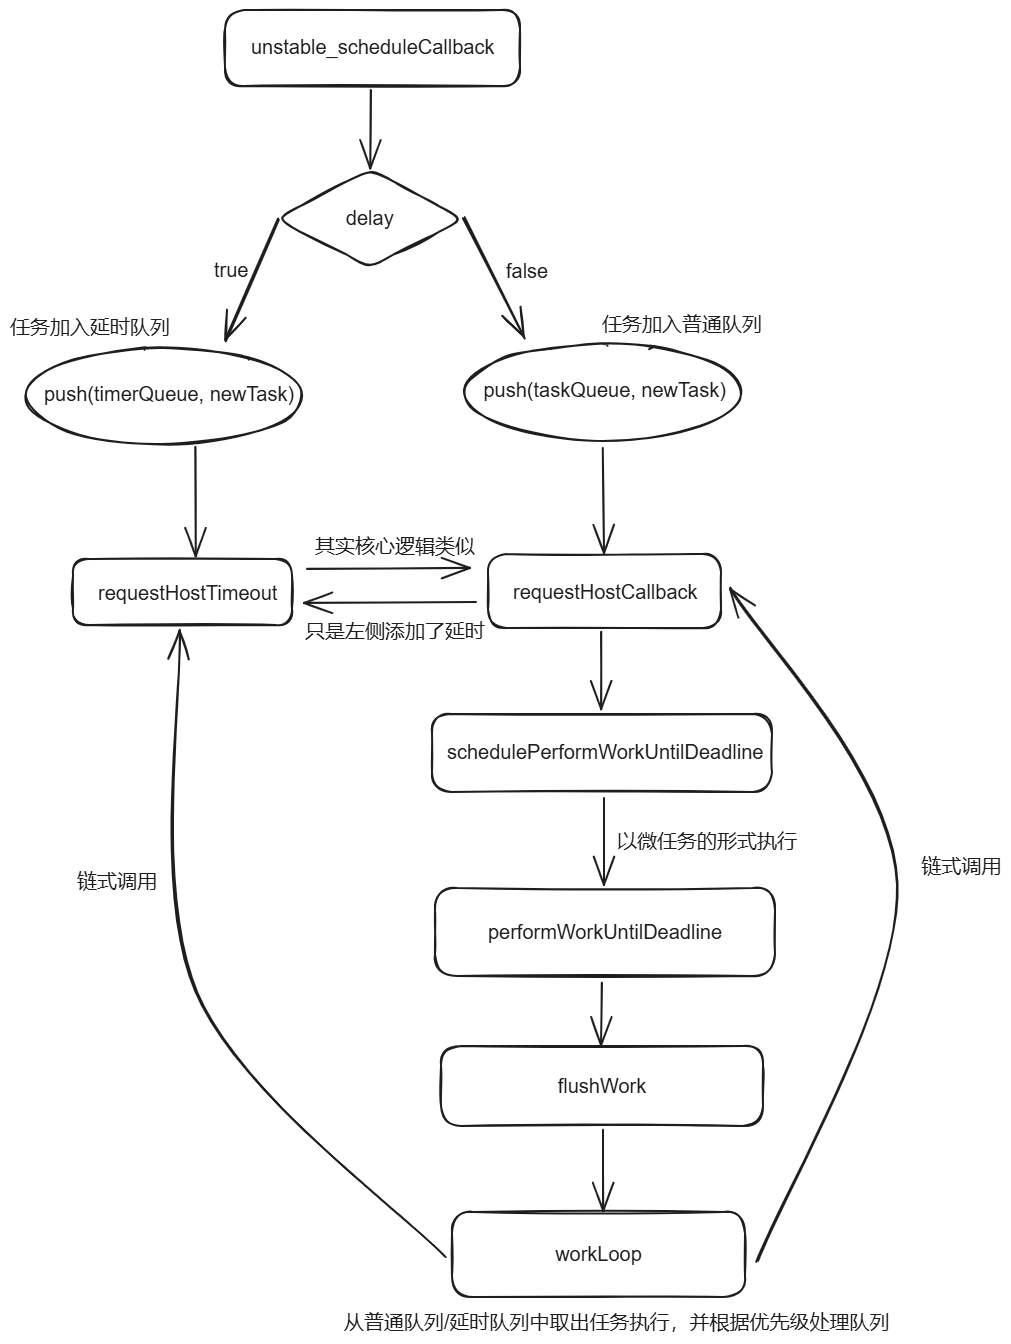 unstable_scheduleCallback
delay
true
false
任务加入延时队列
任务加入普通队列
push(timerQueue, newTask)
push(taskQueue, newTask)
其实核心逻辑类似
requestHostTimeout
requestHostCallback
只是左侧添加了延时
schedulePerformWorkUntilDeadline
以微任务的形式执行
链式调用
链式调用
performWorkUntilDeadline
flushWork
workLoop
从普通队列/延时队列中取出任务执行，并根据优先级处理队列